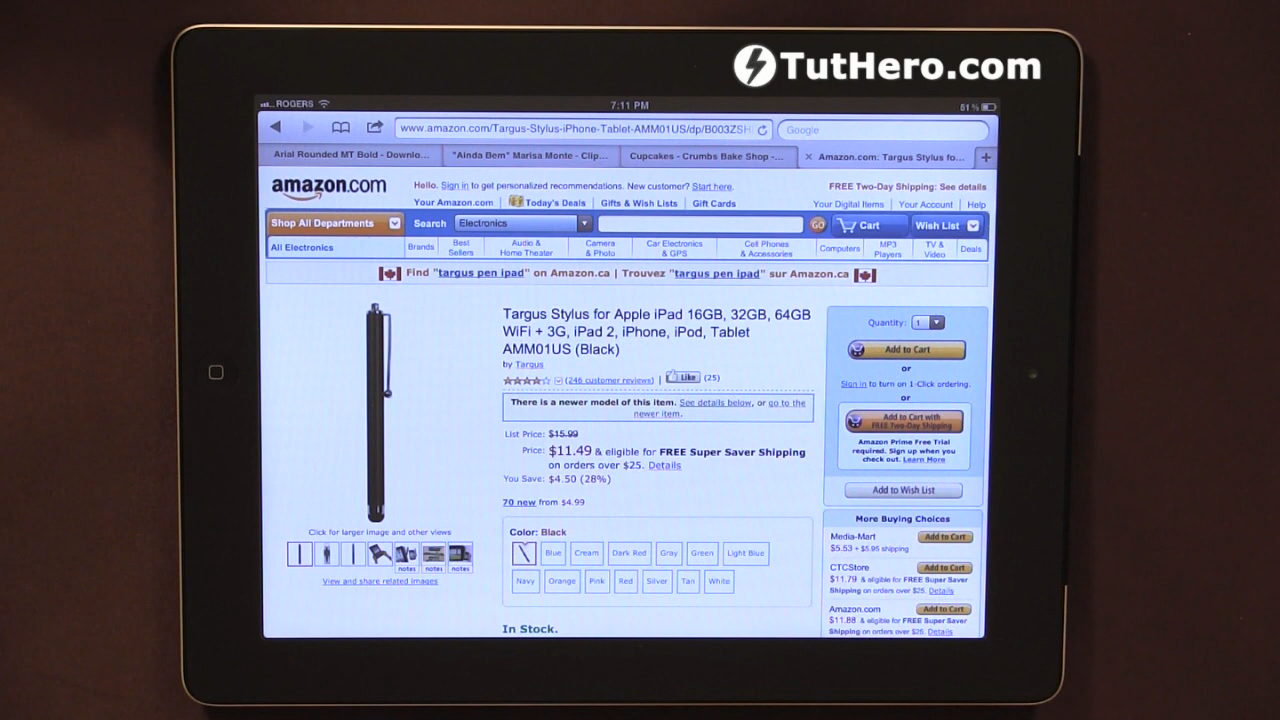 TutHero.com
ROGERS
7:11 PM
51 %
www.amazon.com/Targus-Stylus-iPhone-Tablet-AMM01US/dp/B003ZSH
Google
Arial Rounded MT Bold - Downlo...
"Ainda Bem" Marisa Monte - Clip...
Cupcakes - Crumbs Bake Shop -...
Amazon.com: Targus Stylus fo...
amazon.com
Hello. Sign in to get personalized recommendations. New customer? Start here.
FREE Two-Day Shipping: See details
Your Amazon.com
Today's Deals
Gifts & Wish Lists
Gift Cards
Your Digital Items
Your Account
Help
Shop All Departments
Search
Electronics
GO
Cart
Wish List
All Electronics
Brands
Best
Sellers
Audio &
Home Theater
Camera
& Photo
Car Electronics
& GPS
Cell Phones
& Accessories
Computers
MP3
Players
TV &
Video
Deals
Find "targus pen ipad" on Amazon.ca | Trouvez "targus pen ipad" sur Amazon.ca
Targus Stylus for Apple iPad 16GB, 32GB, 64GB
WiFi + 3G, iPad 2, iPhone, iPod, Tablet
AMM01US (Black)
by Targus
(246 customer reviews) | Like (25)
There is a newer model of this item. See details below, or go to the
newer item.
List Price: $15.99
Price: $11.49 & eligible for FREE Super Saver Shipping
on orders over $25. Details
You Save: $4.50 (28%)
70 new from $4.99
Color: Black
Blue
Cream
Dark Red
Gray
Green
Light Blue
Navy
Orange
Pink
Red
Silver
Tan
White
In Stock.
Click for larger image and other views
notes
notes
notes
View and share related images
Quantity: 1
Add to Cart
or
Sign in to turn on 1-Click ordering.
or
Add to Cart with
FREE Two-Day Shipping
Amazon Prime Free Trial
required. Sign up when you
check out. Learn More
Add to Wish List
More Buying Choices
Media-Mart
Add to Cart
$5.53 + $5.95 shipping
CTCStore
Add to Cart
$11.79 & eligible for FREE Super Saver
Shipping on orders over $25. Details
Amazon.com
Add to Cart
$11.88 & eligible for FREE Super Saver
Shipping on orders over $25. Details